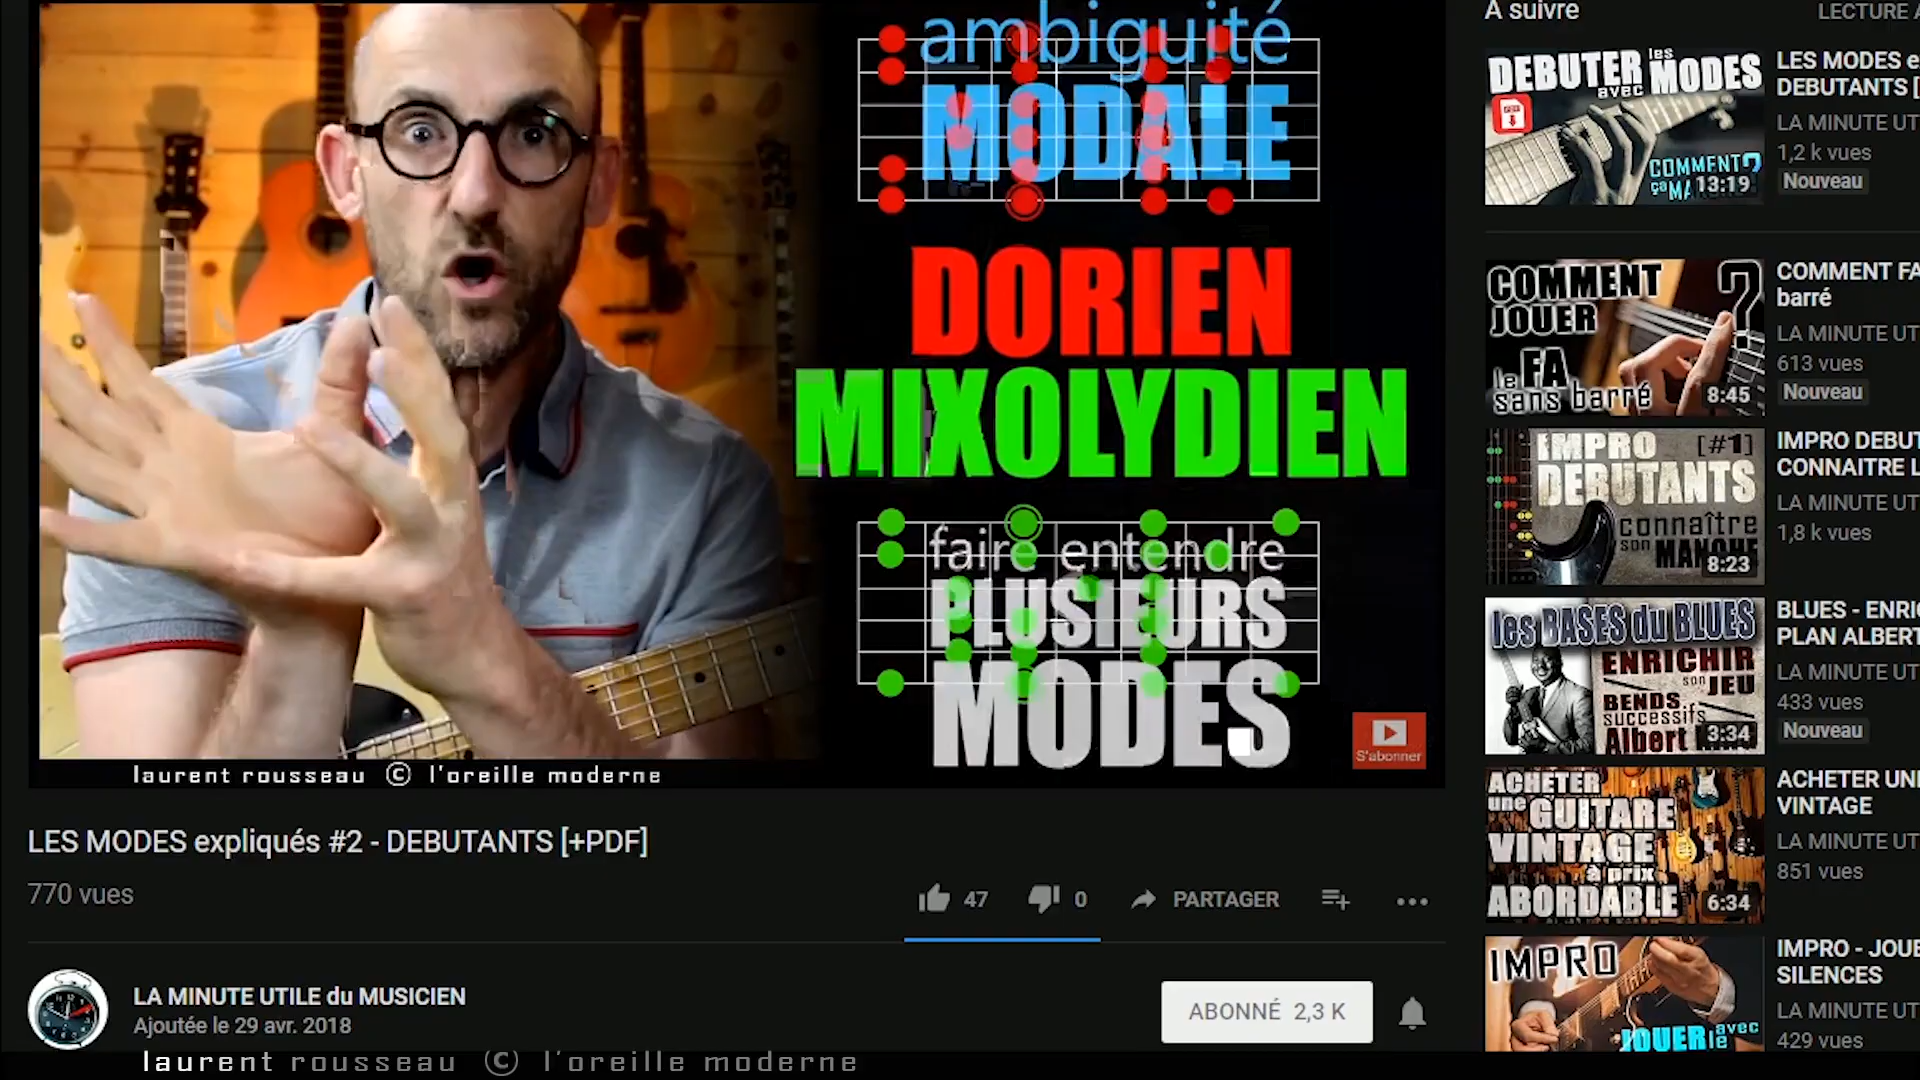 ambiguité
MODALE
DORIEN
MIXOLYDIEN
faire entendre
PLUSIEURS
MODES
S'abonner
laurent rousseau © l'oreille moderne
LES MODES expliqués #2 - DEBUTANTS [+PDF]
770 vues
47
0
PARTAGER
LA MINUTE UTILE du MUSICIEN
Ajoutée le 29 avr. 2018
ABONNÉ 2,3 K
laurent rousseau © l'oreille moderne
À suivre
LECTURE A
DEBUTER les
avec MODES
COMMENT
ça MA
13:19
LES MODES e
DEBUTANTS [
LA MINUTE UT
1,2 k vues
Nouveau
COMMENT ?
JOUER
le FA
sans barré
8:45
COMMENT FA
barré
LA MINUTE UT
613 vues
Nouveau
IMPRO [#1]
DEBUTANTS
connaître
son MANCHE
8:23
IMPRO DEBUT
CONNAITRE L
LA MINUTE UT
1,8 k vues
les BASES du BLUES
ENRICHIR
son JEU
BENDS
successifs
Albert
3:34
BLUES - ENRIC
PLAN ALBERT
LA MINUTE UT
433 vues
Nouveau
ACHETER
une GUITARE
VINTAGE
à prix
ABORDABLE
6:34
ACHETER UNE
VINTAGE
LA MINUTE UT
851 vues
IMPRO
JOUER avec
le
IMPRO - JOUE
SILENCES
LA MINUTE UT
429 vues